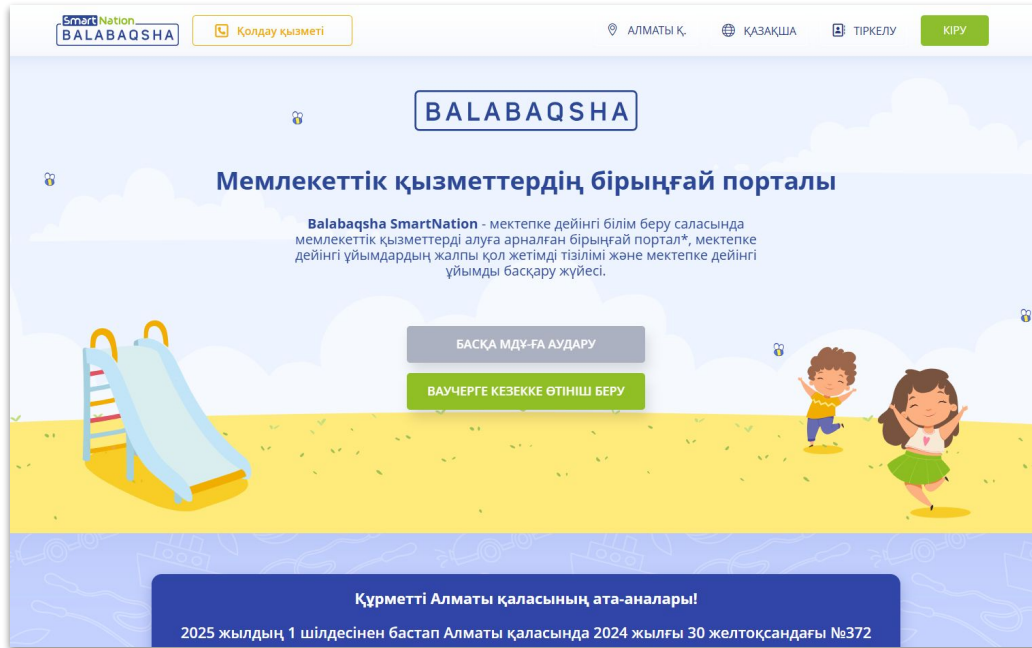 Smart Nation
BALABAQSHA
Қолдау қызметі
АЛМАТЫ Қ.
ҚАЗАҚША
ТІРКЕЛУ
КІРУ
BALABAQSHA
Мемлекеттік қызметтердің бірыңғай порталы
Balabaqsha SmartNation - мектепке дейінгі білім беру саласында
мемлекеттік қызметтерді алуға арналған бірыңғай портал*, мектепке
дейінгі ұйымдардың жалпы қол жетімді тізілімі және мектепке дейінгі
ұйымды басқару жүйесі.
БАСҚА МДҰ-ҒА АУДАРУ
ВАУЧЕРГЕ КЕЗЕККЕ ӨТІНІШ БЕРУ
Құрметті Алматы қаласының ата-аналары!
2025 жылдың 1 шілдесінен бастап Алматы қаласында 2024 жылғы 30 желтоқсандағы №372